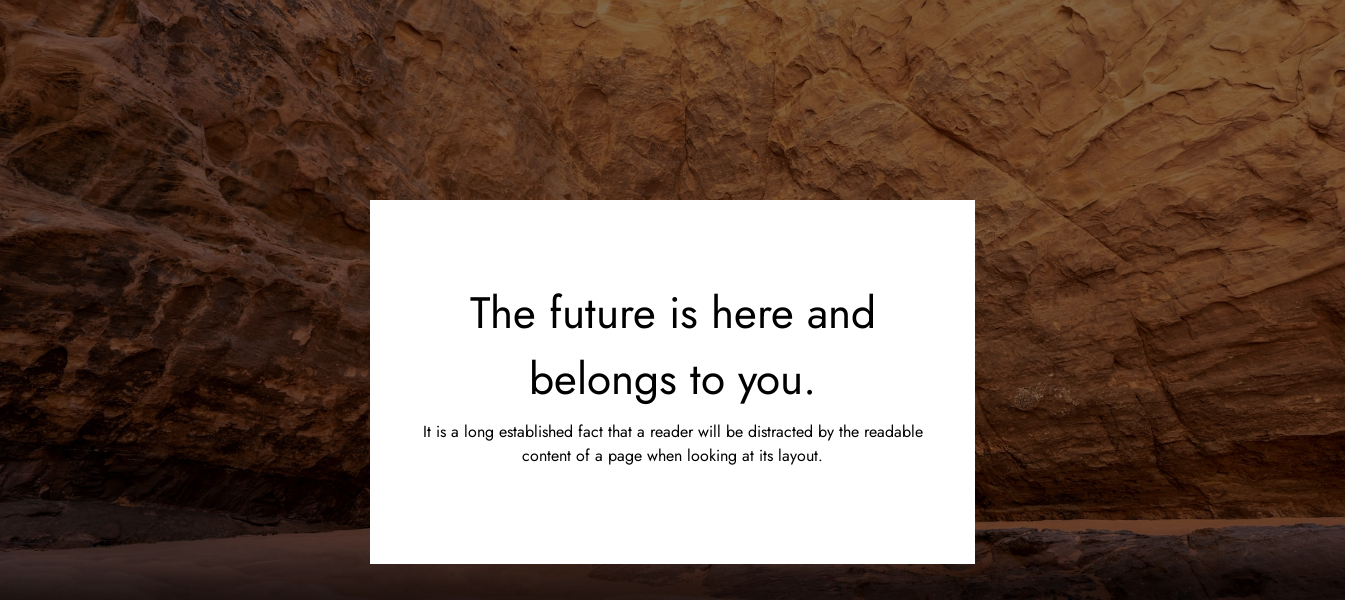 The future is here and
belongs to you.
It is a long established fact that a reader will be distracted by the readable
content of a page when looking at its layout.